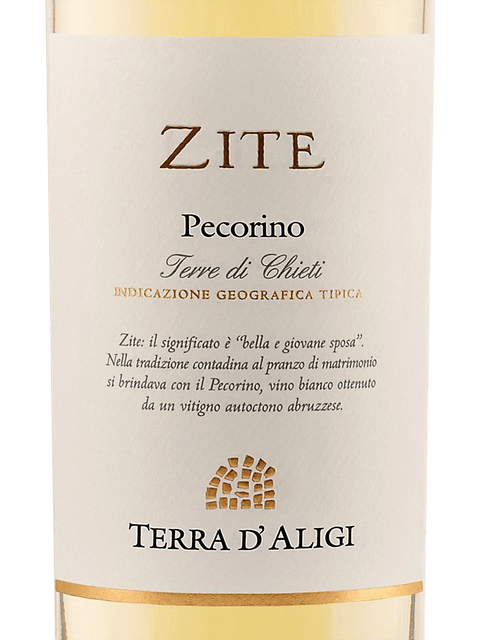 ZITE
Pecorino
Terre di Chieti
INDICAZIONE GEOGRAFICA TIPICA
Zite: il significato è “bella e giovane sposa”.
Nella tradizione contadina al pranzo di matrimonio
si brindava con il Pecorino, vino bianco ottenuto
da un vitigno autoctono abruzzese.
TERRA D'ALIGI